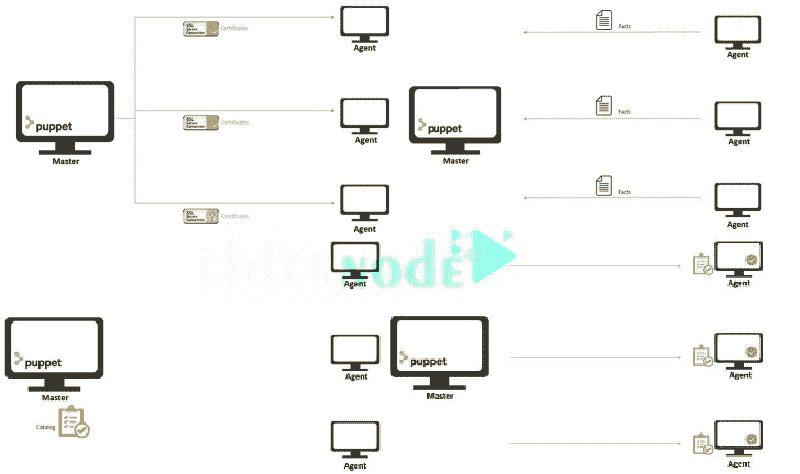 SSL Secure Connection Certificates
Agent
Facts
Agent
puppet
Master
SSL Secure Connection Certificates
Agent
puppet
Master
Facts
Agent
SSL Secure Connection Certificates
Agent
Facts
Agent
NODE
Agent
Agent
puppet
Master
Catalog
Agent
puppet
Master
Agent
Agent
Agent